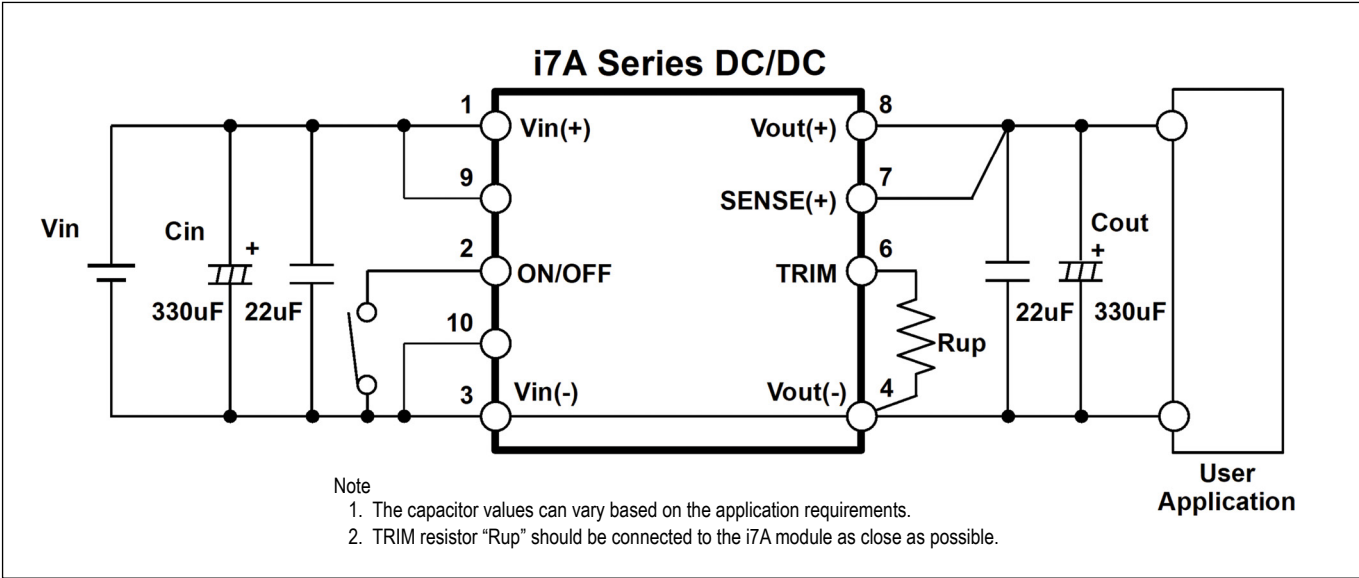 i7A Series DC/DC
1
Vin(+)
9
2
ON/OFF
10
3
Vin(-)
8
Vout(+)
7
SENSE(+)
6
TRIM
4
Vout(-)
Vin
Cin
+
330uF
22uF
Rup
Cout
+
22uF
330uF
User
Application
Note
1. The capacitor values can vary based on the application requirements.
2. TRIM resistor “Rup” should be connected to the i7A module as close as possible.